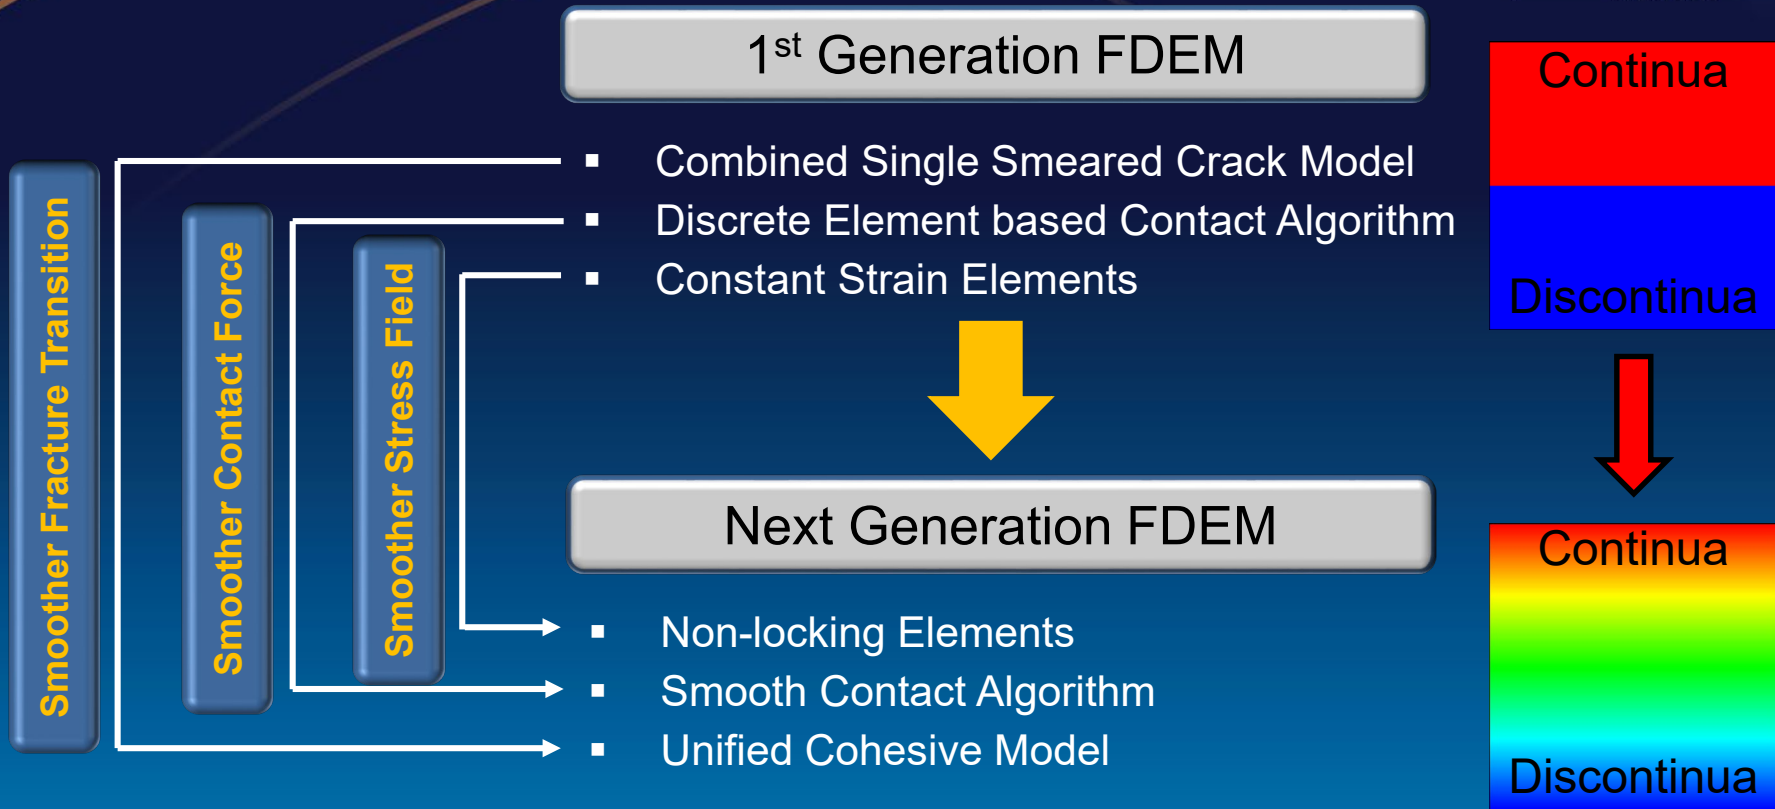 1st Generation FDEM
Continua
▪ Combined Single Smeared Crack Model
▪ Discrete Element based Contact Algorithm
▪ Constant Strain Elements
Discontinua
Smoother Fracture Transition
Smoother Contact Force
Smoother Stress Field
Next Generation FDEM
Continua
▪ Non-locking Elements
▪ Smooth Contact Algorithm
▪ Unified Cohesive Model
Discontinua